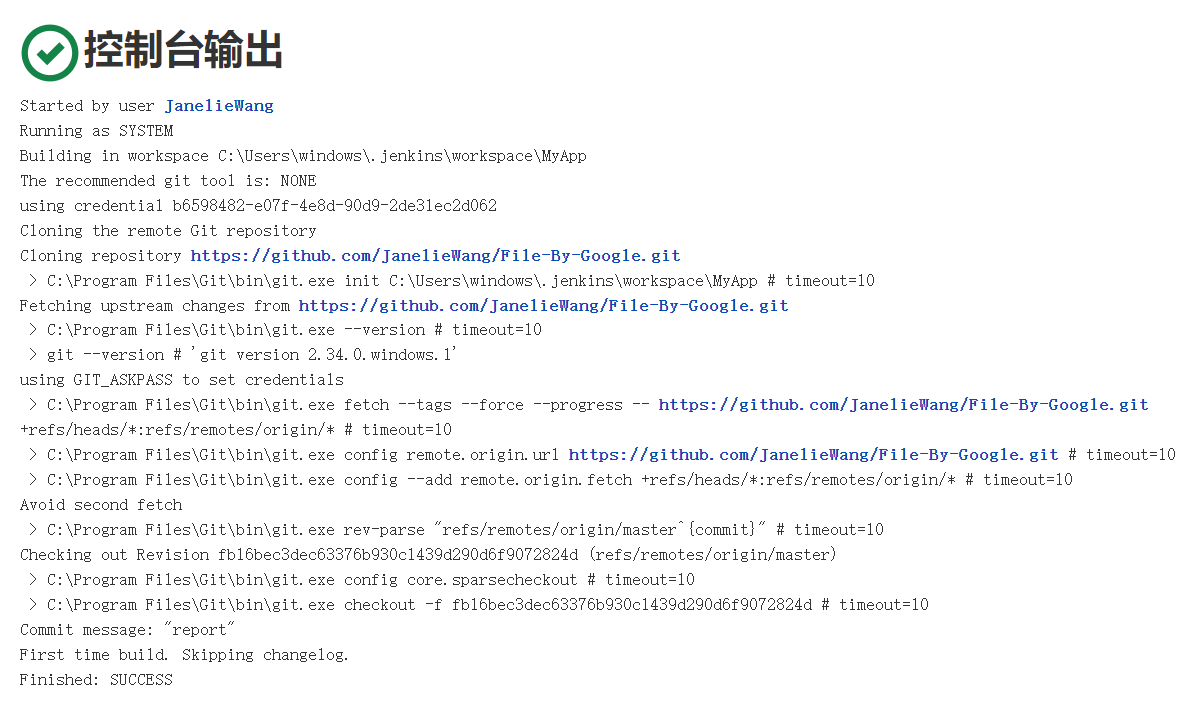 控制台输出
Started by user JanelieWang
Running as SYSTEM
Building in workspace C:\Users\windows\.jenkins\workspace\MyApp
The recommended git tool is: NONE
using credential b6598482-e07f-4e8d-90d9-2de31ec2d062
Cloning the remote Git repository
Cloning repository https://github.com/JanelieWang/File-By-Google.git
> C:\Program Files\Git\bin\git.exe init C:\Users\windows\.jenkins\workspace\MyApp # timeout=10
Fetching upstream changes from https://github.com/JanelieWang/File-By-Google.git
> C:\Program Files\Git\bin\git.exe --version # timeout=10
> git --version # 'git version 2.34.0.windows.1'
using GIT_ASKPASS to set credentials
> C:\Program Files\Git\bin\git.exe fetch --tags --force --progress -- https://github.com/JanelieWang/File-By-Google.git
+refs/heads/*:refs/remotes/origin/* # timeout=10
> C:\Program Files\Git\bin\git.exe config remote.origin.url https://github.com/JanelieWang/File-By-Google.git # timeout=10
> C:\Program Files\Git\bin\git.exe config --add remote.origin.fetch +refs/heads/*:refs/remotes/origin/* # timeout=10
Avoid second fetch
> C:\Program Files\Git\bin\git.exe rev-parse "refs/remotes/origin/master^{commit}" # timeout=10
Checking out Revision fb16bec3dec63376b930c1439d290d6f9072824d (refs/remotes/origin/master)
> C:\Program Files\Git\bin\git.exe config core.sparsecheckout # timeout=10
> C:\Program Files\Git\bin\git.exe checkout -f fb16bec3dec63376b930c1439d290d6f9072824d # timeout=10
Commit message: "report"
First time build. Skipping changelog.
Finished: SUCCESS